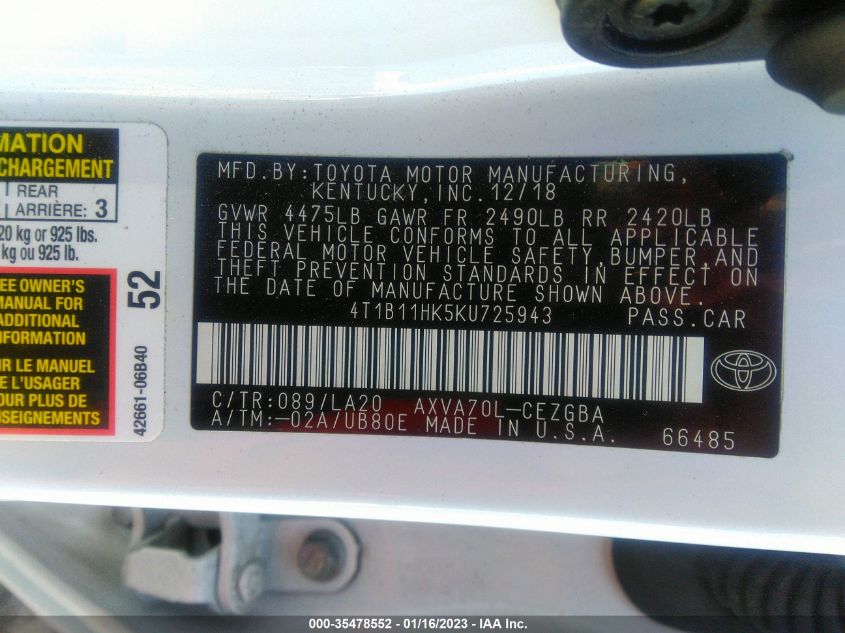 MATION
CHARGEMENT
REAR
ARRIÈRE: 3
20 kg or 925 lbs.
kg ou 925 lb.
EE OWNER'S
MANUAL FOR
ADDITIONAL
NFORMATION
IR LE MANUEL
E L'USAGER
POUR PLUS DE
52
42661-06B40
MFD.BY:TOYOTA MOTOR MANUFACTURING,
KENTUCKY,INC.12/18
GVWR 4475LB GAWR FR 2490LB RR 2420LB
THIS VEHICLE CONFORMS TO ALL APPLICABLE
FEDERAL MOTOR VEHICLE SAFETY,BUMPER,AND
THEFT PREVENTION STANDARDS IN EFFECT ON
THE DATE OF MANUFACTURE SHOWN ABOVE.
4T1B11HK5KU725943 PASS.CAR
C/TR:089/LA20 AXVA70L-CEZGBA
A/TM:-02A/UB80E MADE IN U.S.A. 66485
000-35478552 - 01/16/2023 - IAA Inc.